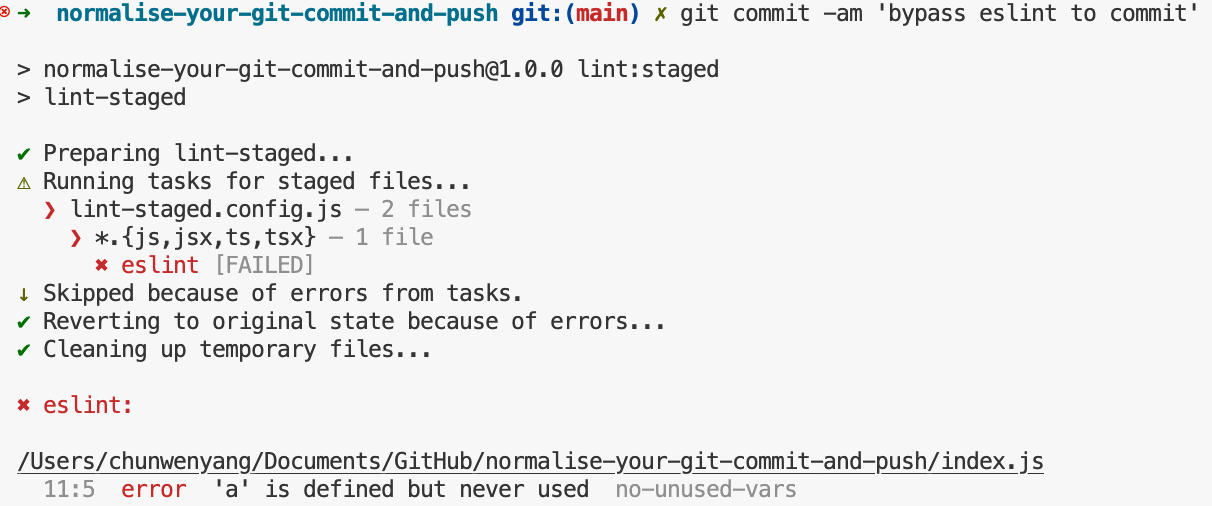 ➜ normalise-your-git-commit-and-push git:(main) ✗ git commit -am 'bypass eslint to commit'
> normalise-your-git-commit-and-push@1.0.0 lint:staged
> lint-staged
✔ Preparing lint-staged...
⚠ Running tasks for staged files...
❯ lint-staged.config.js — 2 files
❯ *.{js,jsx,ts,tsx} — 1 file
✖ eslint [FAILED]
↓ Skipped because of errors from tasks.
✔ Reverting to original state because of errors...
✔ Cleaning up temporary files...
✖ eslint:
/Users/chunwenyang/Documents/GitHub/normalise-your-git-commit-and-push/index.js
11:5 error 'a' is defined but never used no-unused-vars